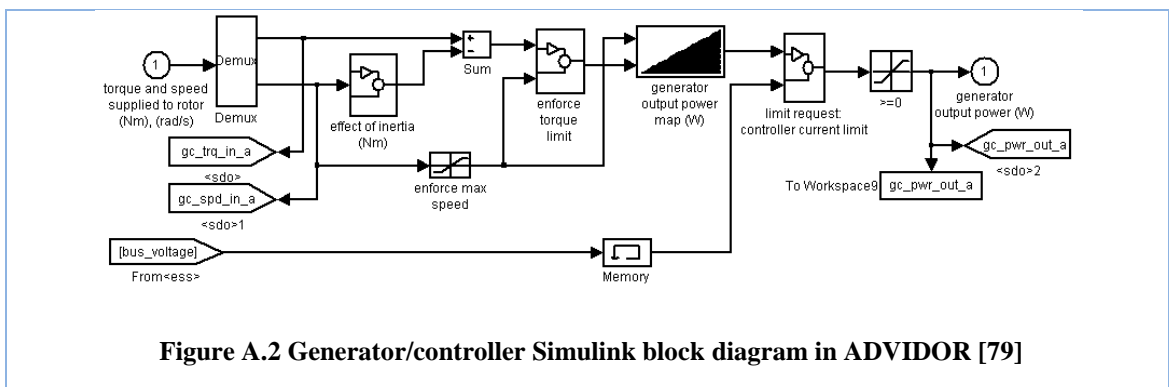 1
torque and speed
supplied to rotor
(Nm), (rad/s)
Demux
Demux
effect of inertia
(Nm)
+
-
Sum
enforce
torque
limit
generator
output power
map (W)
limit request:
controller current limit
>=0
1
generator
output power (W)
gc_trq_in_a
<sdo>
gc_spd_in_a
<sdo>1
enforce max
speed
gc_pwr_out_a
<sdo>2
To Workspace9
gc_pwr_out_a
[bus_voltage]
From<ess>
Memory
Figure A.2 Generator/controller Simulink block diagram in ADVIDOR [79]